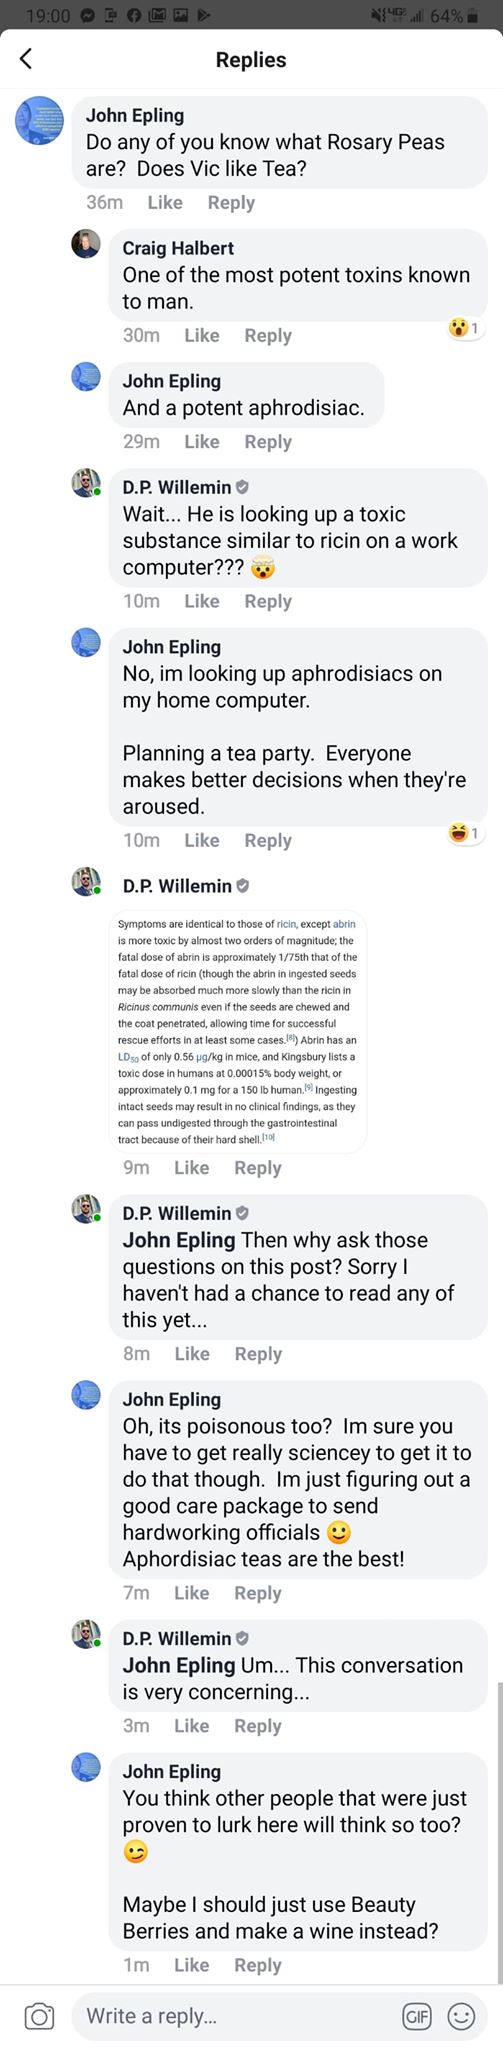 19:00
64%
Replies
John Epling
Do any of you know what Rosary Peas
are?  Does Vic like Tea?
36m Like Reply
Craig Halbert
One of the most potent toxins known
to man.
30m Like Reply
1
John Epling
And a potent aphrodisiac.
29m Like Reply
D.P. Willemin
Wait... He is looking up a toxic
substance similar to ricin on a work
computer??? 🤯
10m Like Reply
John Epling
No, im looking up aphrodisiacs on
my home computer.
Planning a tea party.  Everyone
makes better decisions when they're
aroused.
10m Like Reply
1
D.P. Willemin
Symptoms are identical to those of ricin, except abrin
is more toxic by almost two orders of magnitude; the
fatal dose of abrin is approximately 1/75th that of the
fatal dose of ricin (though the abrin in ingested seeds
may be absorbed much more slowly than the ricin in
Ricinus communis even if the seeds are chewed and
the coat penetrated, allowing time for successful
rescue efforts in at least some cases.[8]) Abrin has an
LD50 of only 0.56 μg/kg in mice, and Kingsbury lists a
toxic dose in humans at 0.00015% body weight, or
approximately 0.1 mg for a 150 lb human.[9] Ingesting
intact seeds may result in no clinical findings, as they
can pass undigested through the gastrointestinal
tract because of their hard shell.[10]
9m Like Reply
D.P. Willemin
John Epling Then why ask those
questions on this post? Sorry I
haven't had a chance to read any of
this yet...
8m Like Reply
John Epling
Oh, its poisonous too?  Im sure you
have to get really sciencey to get it to
do that though.  Im just figuring out a
good care package to send
hardworking officials 🙂
Aphordisiac teas are the best!
7m Like Reply
D.P. Willemin
John Epling Um... This conversation
is very concerning...
3m Like Reply
John Epling
You think other people that were just
proven to lurk here will think so too?
😉
Maybe I should just use Beauty
Berries and make a wine instead?
1m Like Reply
Write a reply...
GIF